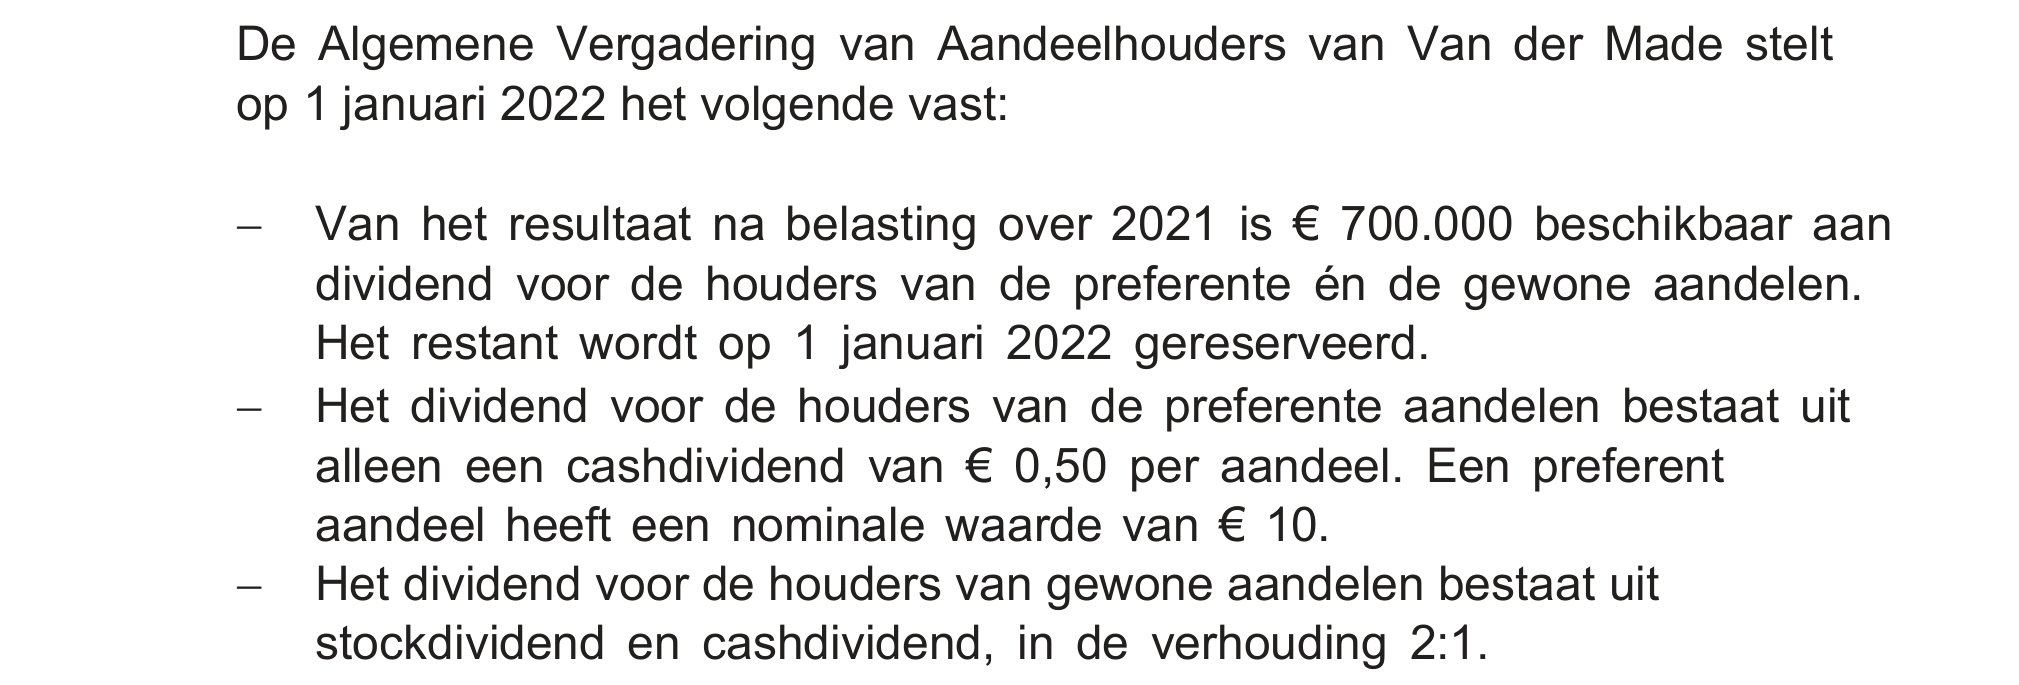 De Algemene Vergadering van Aandeelhouders van Van der Made stelt
op 1 januari 2022 het volgende vast:
– Van het resultaat na belasting over 2021 is € 700.000 beschikbaar aan
dividend voor de houders van de preferente én de gewone aandelen.
Het restant wordt op 1 januari 2022 gereserveerd.
– Het dividend voor de houders van de preferente aandelen bestaat uit
alleen een cashdividend van € 0,50 per aandeel. Een preferent
aandeel heeft een nominale waarde van € 10.
– Het dividend voor de houders van gewone aandelen bestaat uit
stockdividend en cashdividend, in de verhouding 2:1.